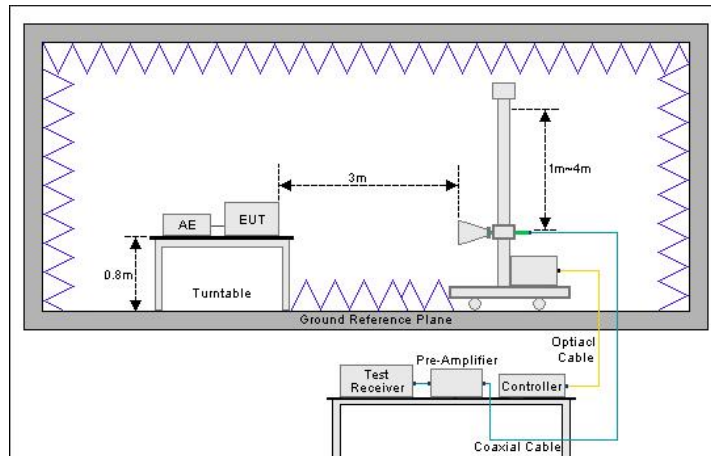 3m
1m~4m
AE
EUT
0.8m
Turntable
Ground Reference Plane
Optiacl
Cable
Pre-Amplifier
Test
Receiver
Controller
Coaxial Cable